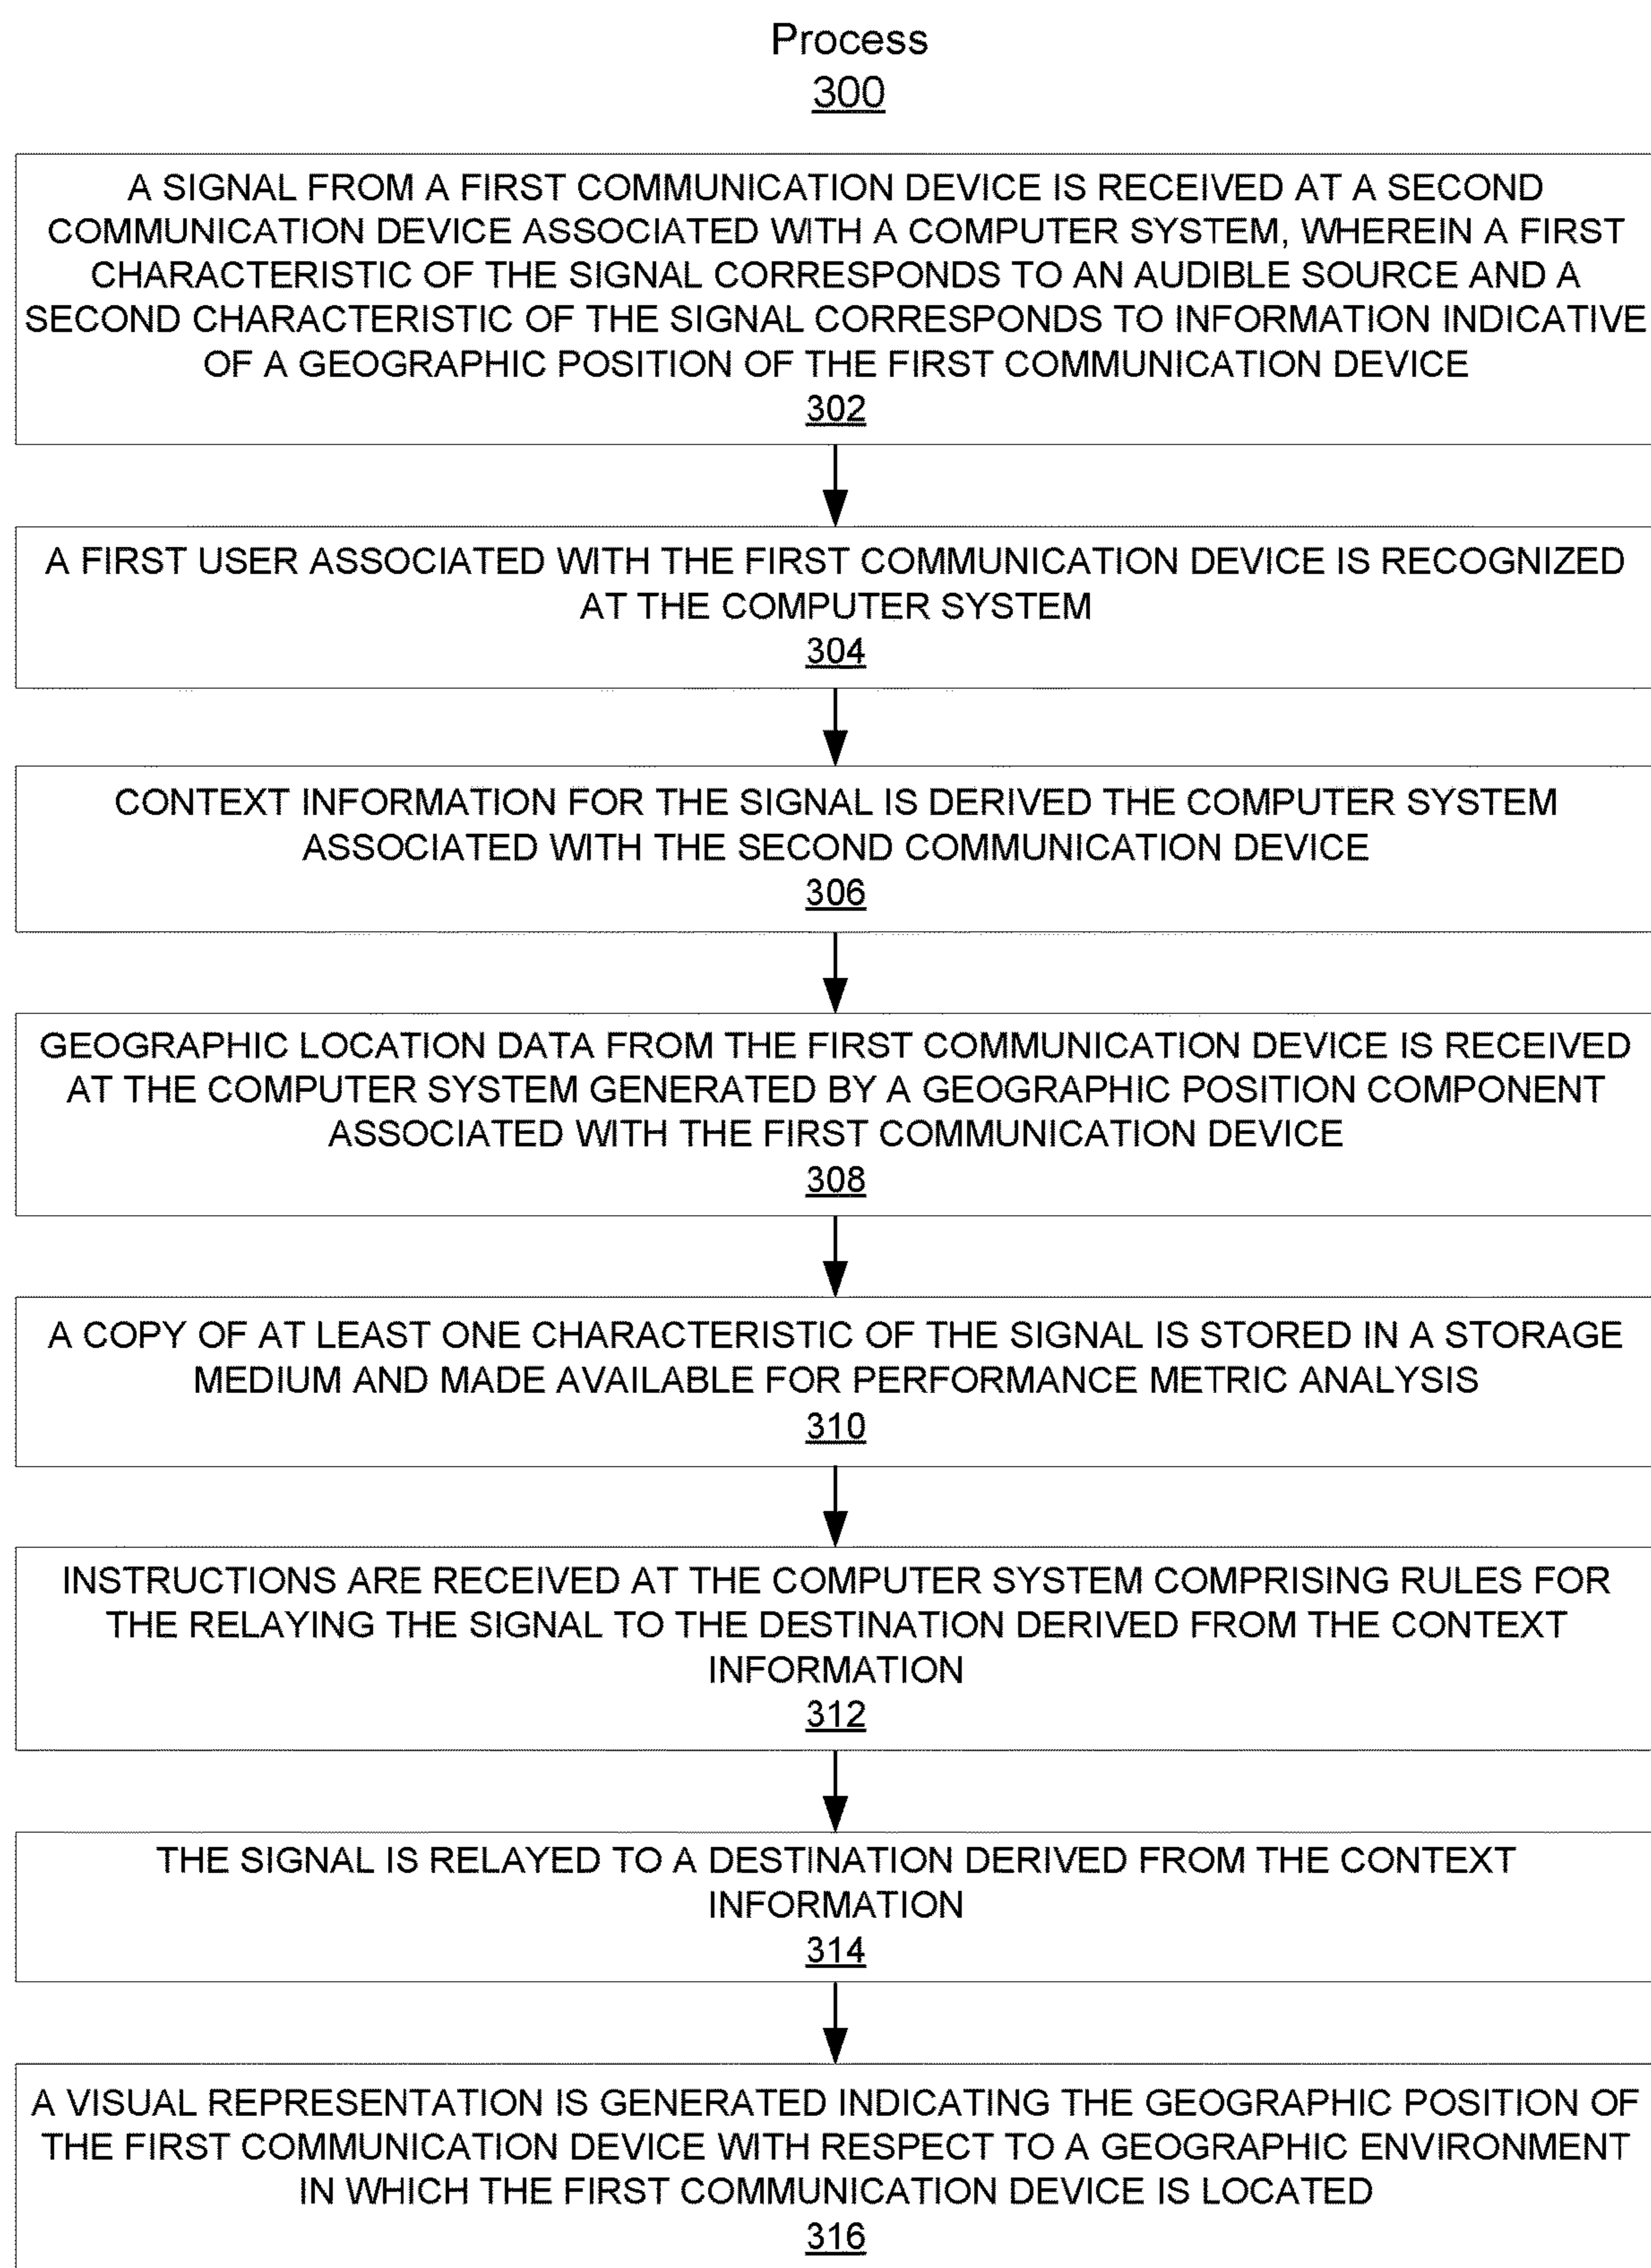 Process
300
A SIGNAL FROM A FIRST COMMUNICATION DEVICE IS RECEIVED AT A SECOND
COMMUNICATION DEVICE ASSOCIATED WITH A COMPUTER SYSTEM, WHEREIN A FIRST
CHARACTERISTIC OF THE SIGNAL CORRESPONDS TO AN AUDIBLE SOURCE AND A
SECOND CHARACTERISTIC OF THE SIGNAL CORRESPONDS TO INFORMATION INDICATIVE
OF A GEOGRAPHIC POSITION OF THE FIRST COMMUNICATION DEVICE
302
A FIRST USER ASSOCIATED WITH THE FIRST COMMUNICATION DEVICE IS RECOGNIZED
AT THE COMPUTER SYSTEM
304
CONTEXT INFORMATION FOR THE SIGNAL IS DERIVED THE COMPUTER SYSTEM
ASSOCIATED WITH THE SECOND COMMUNICATION DEVICE
306
GEOGRAPHIC LOCATION DATA FROM THE FIRST COMMUNICATION DEVICE IS RECEIVED
AT THE COMPUTER SYSTEM GENERATED BY A GEOGRAPHIC POSITION COMPONENT
ASSOCIATED WITH THE FIRST COMMUNICATION DEVICE
308
A COPY OF AT LEAST ONE CHARACTERISTIC OF THE SIGNAL IS STORED IN A STORAGE
MEDIUM AND MADE AVAILABLE FOR PERFORMANCE METRIC ANALYSIS
310
INSTRUCTIONS ARE RECEIVED AT THE COMPUTER SYSTEM COMPRISING RULES FOR
THE RELAYING THE SIGNAL TO THE DESTINATION DERIVED FROM THE CONTEXT
INFORMATION
312
THE SIGNAL IS RELAYED TO A DESTINATION DERIVED FROM THE CONTEXT
INFORMATION
314
A VISUAL REPRESENTATION IS GENERATED INDICATING THE GEOGRAPHIC POSITION OF
THE FIRST COMMUNICATION DEVICE WITH RESPECT TO A GEOGRAPHIC ENVIRONMENT
IN WHICH THE FIRST COMMUNICATION DEVICE IS LOCATED
316